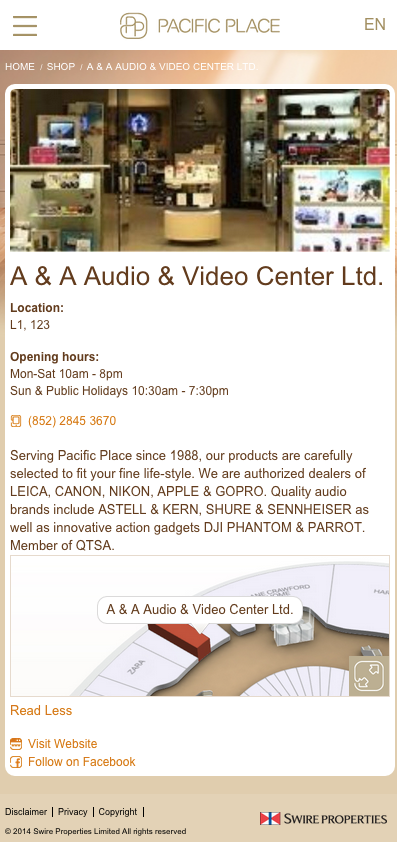 PACIFIC PLACE
EN
HOME / SHOP / A & A AUDIO & VIDEO CENTER LTD.
A & A Audio & Video Center Ltd.
Location:
L1, 123
Opening hours:
Mon-Sat 10am - 8pm
Sun & Public Holidays 10:30am - 7:30pm
(852) 2845 3670
Serving Pacific Place since 1988, our products are carefully
selected to fit your fine life-style. We are authorized dealers of
LEICA, CANON, NIKON, APPLE & GOPRO. Quality audio
brands include ASTELL & KERN, SHURE & SENNHEISER as
well as innovative action gadgets DJI PHANTOM & PARROT.
Member of QTSA.
A & A Audio & Video Center Ltd.
ZARA
Read Less
Visit Website
Follow on Facebook
Disclaimer | Privacy | Copyright |
© 2014 Swire Properties Limited All rights reserved
SWIRE PROPERTIES